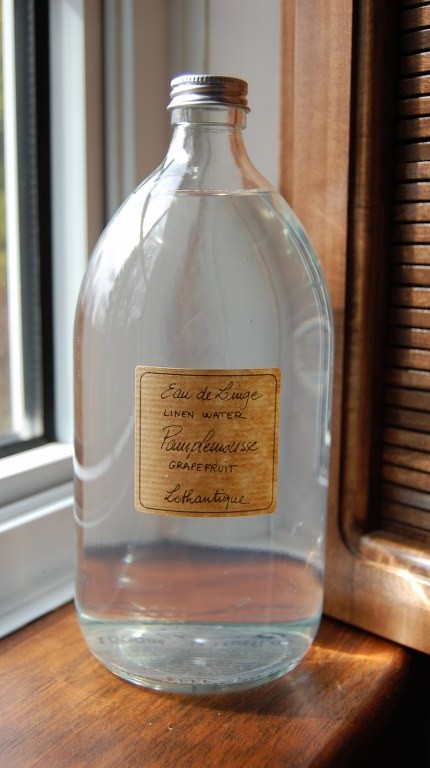 Eau de Linge
LINEN WATER
Pamplemousse
GRAPEFRUIT
Lothantique